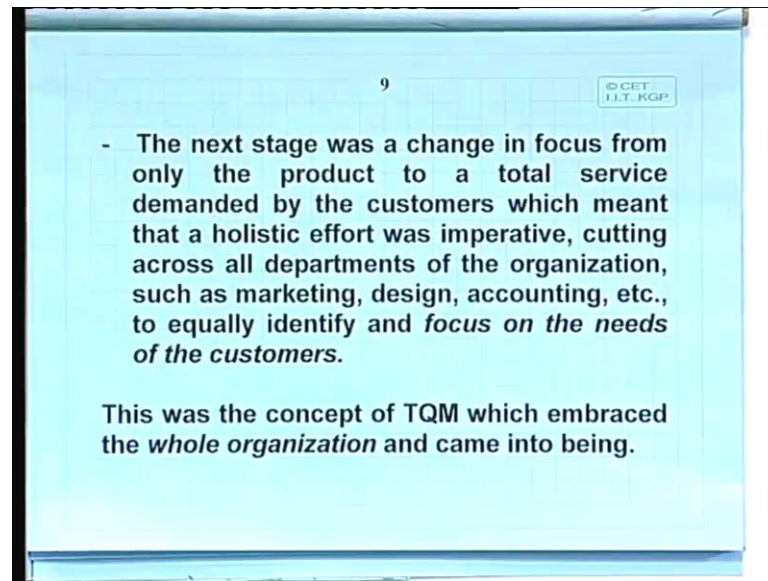 9
© CET
I.I.T. KGP
- The next stage was a change in focus from
only the product to a total service
demanded by the customers which meant
that a holistic effort was imperative, cutting
across all departments of the organization,
such as marketing, design, accounting, etc.,
to equally identify and focus on the needs
of the customers.
This was the concept of TQM which embraced
the whole organization and came into being.